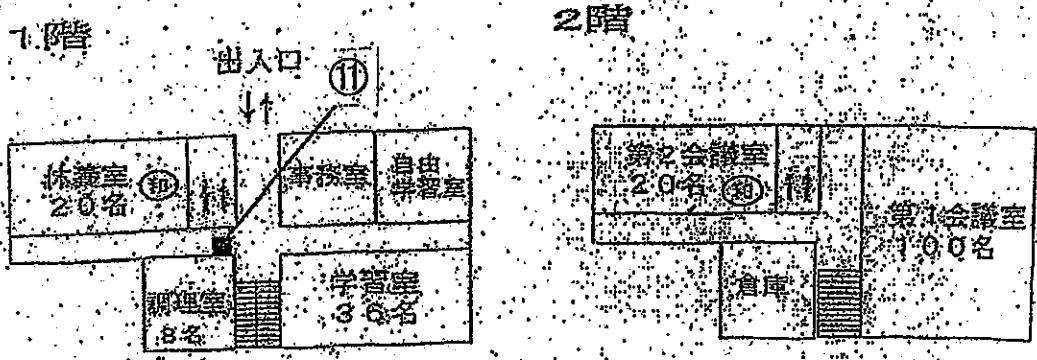 1階
出入口
⑪
休養室 和
20名
事務室
自由
学習室
調理室
8名
学習室
36名
2階
第2会議室
20名 和
倉庫
第1会議室
100名